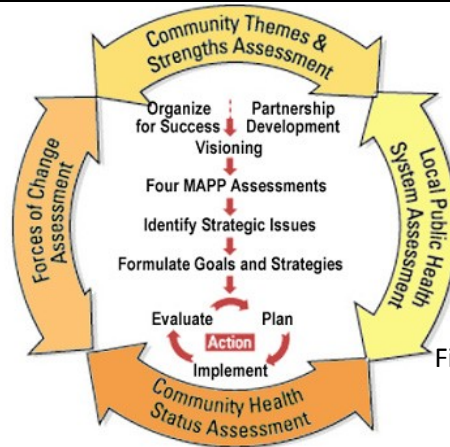 Community Themes &
Strengths Assessment
Organize
for Success
Partnership
Development
Visioning
Four MAPP Assessments
Identify Strategic Issues
Formulate Goals and Strategies
Evaluate
Plan
Action
Implement
Forces of Change
Assessment
Local Public Health
System Assessment
Community Health
Status Assessment
Fi